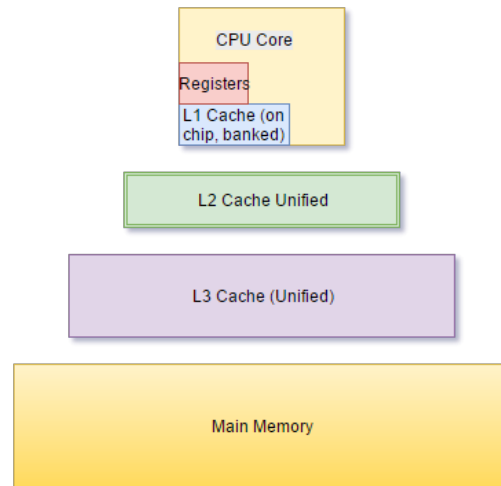 CPU Core
Registers
L1 Cache (on
chip, banked)
L2 Cache Unified
L3 Cache (Unified)
Main Memory